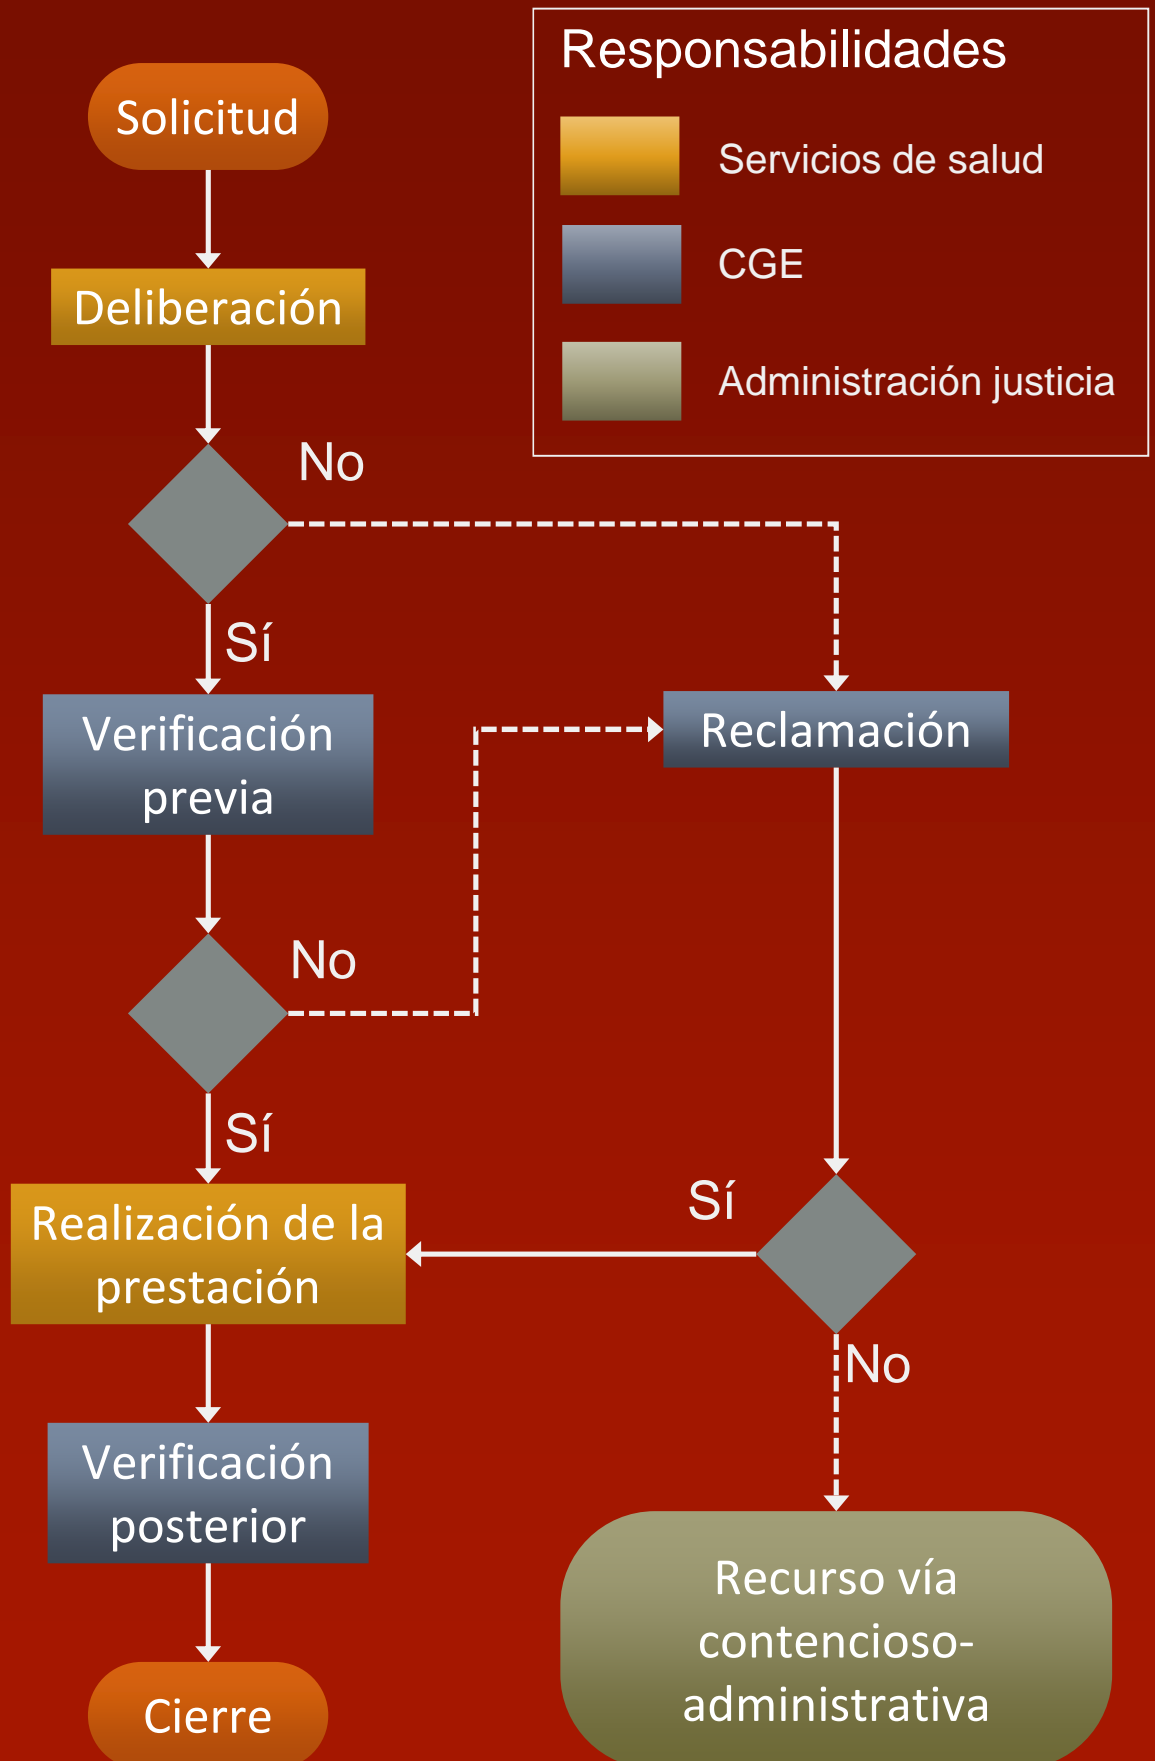 Responsabilidades
Servicios de salud
CGE
Administración justicia
Solicitud
Deliberación
No
Sí
Verificación
previa
Reclamación
No
Sí
Realización de la
prestación
Sí
No
Verificación
posterior
Recurso vía
contencioso-
administrativa
Cierre